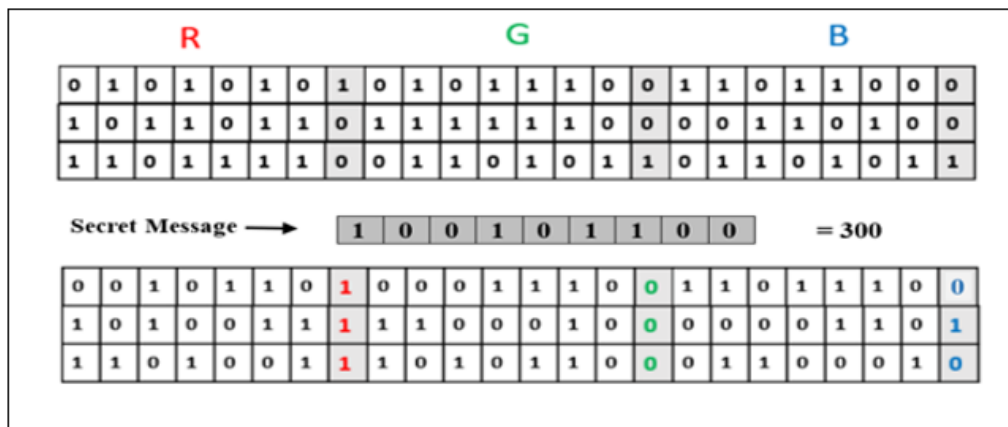 R G B
0 1 0 1 0 1 0 1 0 1 0 1 1 1 0 0 1 1 0 1 1 0 0 0
1 0 1 1 0 1 1 0 1 1 1 1 1 1 0 0 0 1 1 0 1 0 0
1 1 0 1 1 1 1 0 0 1 1 0 1 0 1 1 0 1 1 0 1 0 1 1
Secret Message 1 0 0 1 0 1 1 0 0 = 300
0 0 1 0 1 1 0 1 0 0 0 1 1 1 0 0 1 1 0 1 1 1 0 0
1 0 1 0 0 1 1 1 1 1 0 0 0 1 0 0 0 0 0 0 1 1 0 1
1 1 0 1 0 0 1 1 1 0 1 0 1 1 0 0 0 1 1 0 0 0 1 0